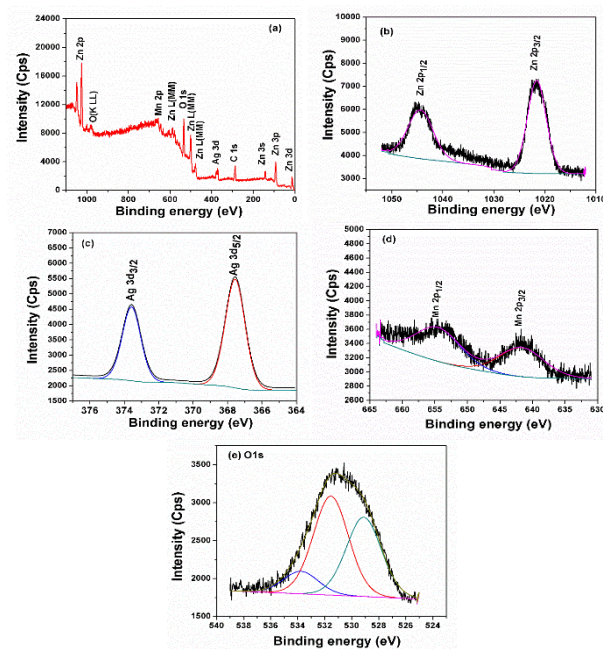 (a)
Zn 2p
O(K LL)
Mn 2p
Zn L(MM)
O1s
Zn L(MM)
Zn L(MM)
Ag 3d
C 1s
Zn 3s
Zn 3p
Zn 3d
24000
20000
16000
12000
8000
4000
0
Intensity (Cps)
1000 800 600 400 200 0
Binding energy (eV)
(b)
Zn 2p1/2
Zn 2p3/2
10000
9000
8000
7000
6000
5000
4000
3000
Intensity (Cps)
1050 1040 1030 1020 1010
Binding energy (eV)
(c)
Ag 3d3/2
Ag 3d5/2
7000
6500
6000
5500
5000
4500
4000
3500
3000
2500
2000
1500
Intensity (Cps)
376 374 372 370 368 366 364
Binding energy (eV)
(d)
Mn 2p1/2
Mn 2p3/2
5000
4800
4600
4400
4200
4000
3800
3600
3400
3200
3000
2800
2600
Intensity (Cps)
665 660 655 650 645 640 635 630
Binding energy (eV)
(e) O1s
3500
3000
2500
2000
1500
Intensity (Cps)
540 538 536 534 532 530 528 526 524
Binding energy (eV)